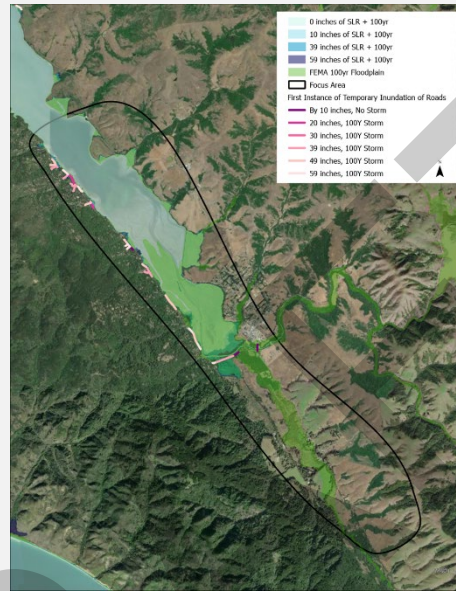 0 inches of SLR + 100yr
10 inches of SLR + 100yr
39 inches of SLR + 100yr
59 inches of SLR + 100yr
FEMA 100yr Floodplain
Focus Area
First Instance of Temporary Inundation of Roads
By 10 inches, No Storm
20 inches, 100Y Storm
30 inches, 100Y Storm
39 inches, 100Y Storm
49 inches, 100Y Storm
59 inches, 100Y Storm